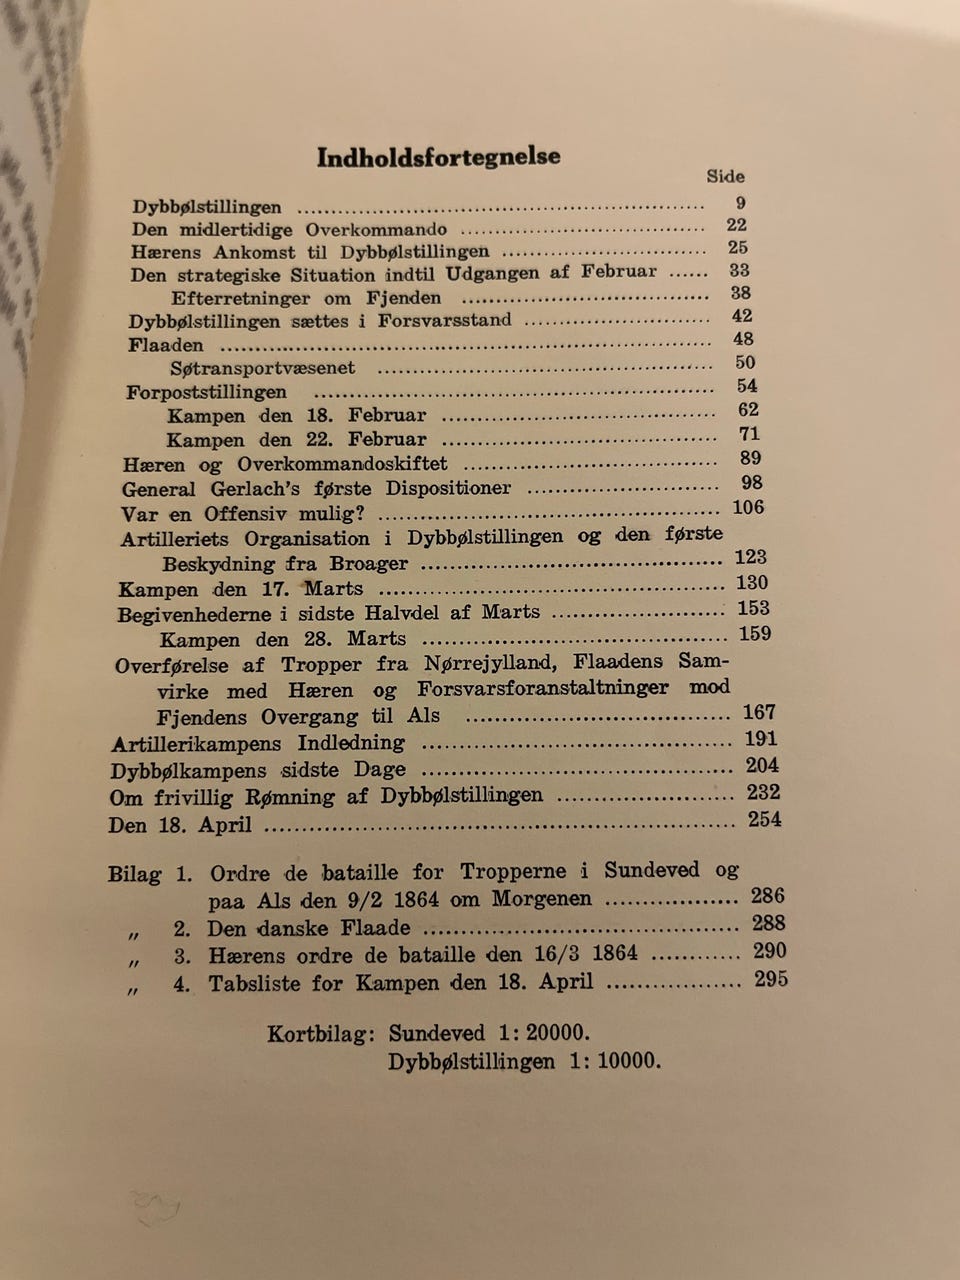 Indholdsfortegnelse
Side
Dybbølstillingen ........ 9
Den midlertidige Overkommando ........ 22
Hærens Ankomst til Dybbølstillingen ........ 25
Den strategiske Situation indtil Udgangen af Februar ...... 33
Efterretninger om Fjenden ........ 38
Dybbølstillingen sættes i Forsvarsstand ........ 42
Flaaden ........ 48
Søtransportvæsenet ........ 50
Forpoststillingen ........ 54
Kampen den 18. Februar ........ 62
Kampen den 22. Februar ........ 71
Hæren og Overkommandoskiftet ........ 89
General Gerlach's første Dispositioner ........ 98
Var en Offensiv mulig? ........ 106
Artilleriets Organisation i Dybbølstillingen og den første
Beskydning fra Broager ........ 123
Kampen den 17. Marts ........ 130
Begivenhederne i sidste Halvdel af Marts ........ 153
Kampen den 28. Marts ........ 159
Overførelse af Tropper fra Nørrejylland, Flaadens Sam-
virke med Hæren og Forsvarsforanstaltninger mod
Fjendens Overgang til Als ........ 167
Artillerikampens Indledning ........ 191
Dybbølkampens sidste Dage ........ 204
Om frivillig Rømning af Dybbølstillingen ........ 232
Den 18. April ........ 254
Bilag 1. Ordre de bataille for Tropperne i Sundeved og
paa Als den 9/2 1864 om Morgenen ........ 286
„ 2. Den danske Flaade ........ 288
„ 3. Hærens ordre de bataille den 16/3 1864 ........ 290
„ 4. Tabsliste for Kampen den 18. April ........ 295
Kortbilag: Sundeved 1: 20000.
Dybbølstillingen 1: 10000.